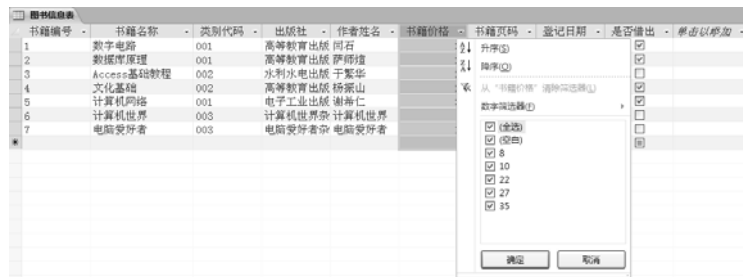 图书信息表
书籍编号 书籍名称 类别代码 出版社 作者姓名 书籍价格 书籍页码 登记日期 是否借出 单击以添加
1 数字电路 001 高等教育出版 闫石
2 数据库原理 001 高等教育出版 萨师煊
3 Access基础教程 002 水利水电出版 于繁华
4 文化基础 002 高等教育出版 杨振山
5 计算机网络 001 电子工业出版 谢希仁
6 计算机世界 003 计算机世界杂 计算机世界
7 电脑爱好者 003 电脑爱好者杂 电脑爱好者
升序(S)
降序(O)
从“书籍价格”清除筛选器(L)
数字筛选器(F)
(全选)
(空白)
8
10
22
27
35
确定 取消